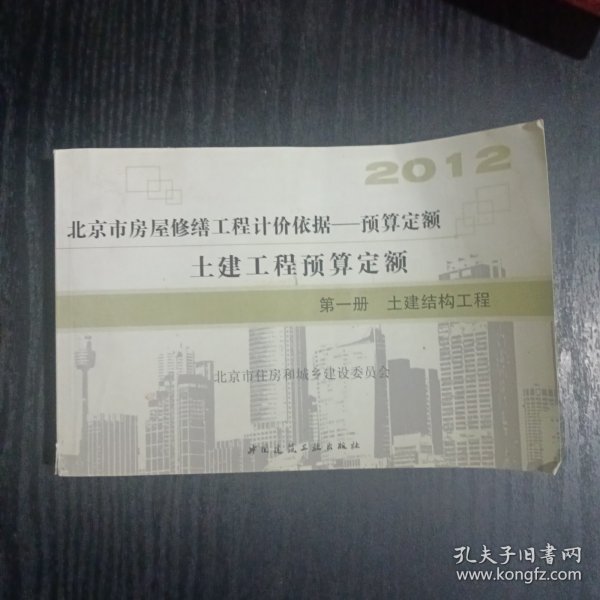 2012
北京市房屋修缮工程计价依据——预算定额
土建工程预算定额
第一册 土建结构工程
北京市住房和城乡建设委员会
中国建筑工业出版社
孔夫子旧书网
www.kongfz.com